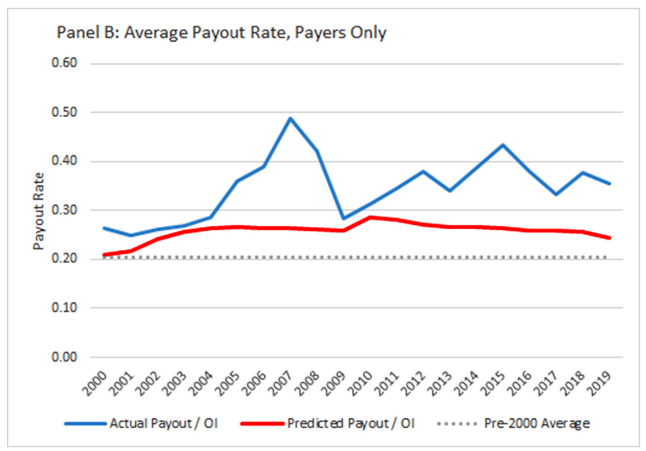 Panel B: Average Payout Rate, Payers Only
0.60
0.50
0.40
0.30
0.20
0.10
0.00
Payout Rate
2000 2001 2002 2003 2004 2005 2006 2007 2008 2009 2010 2011 2012 2013 2014 2015 2016 2017 2018 2019
Actual Payout / OI Predicted Payout / OI Pre-2000 Average